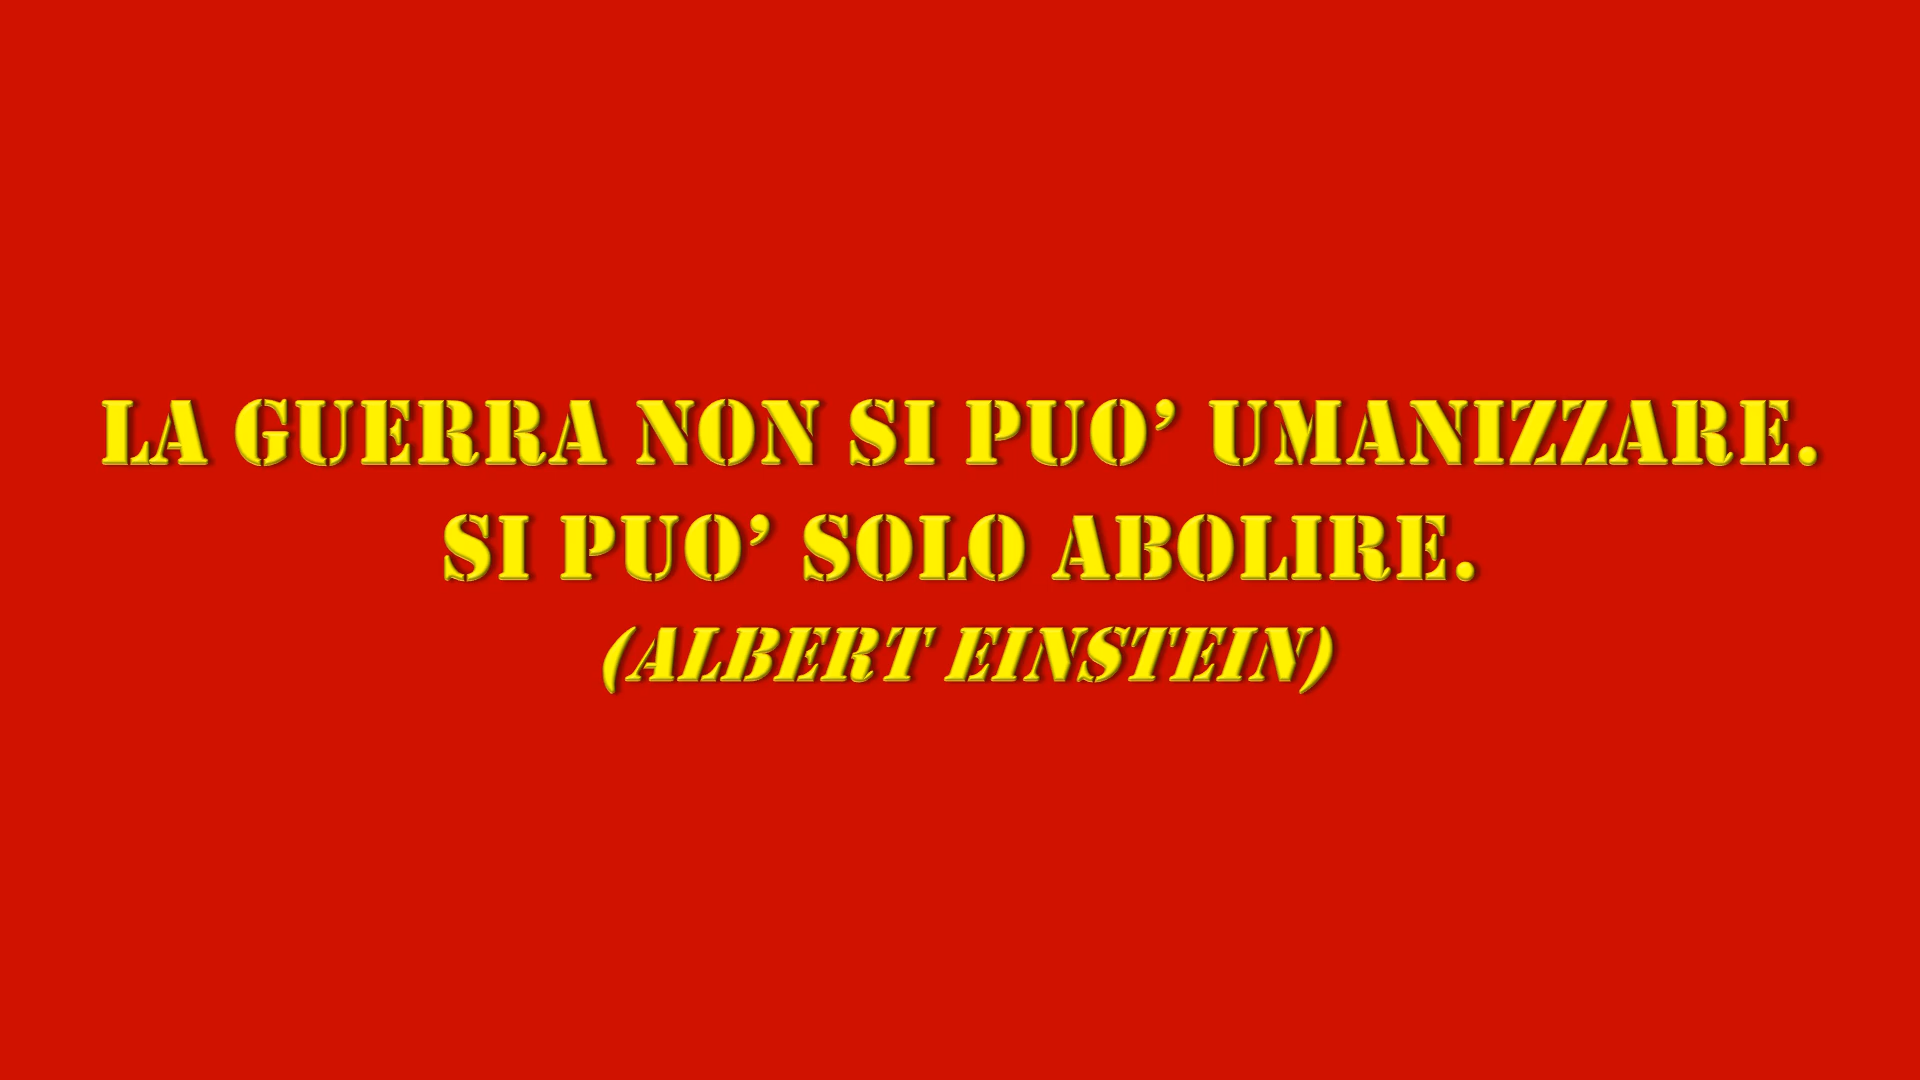 LA GUERRA NON SI PUO’ UMANIZZARE.
SI PUO’ SOLO ABOLIRE.
(ALBERT EINSTEIN)